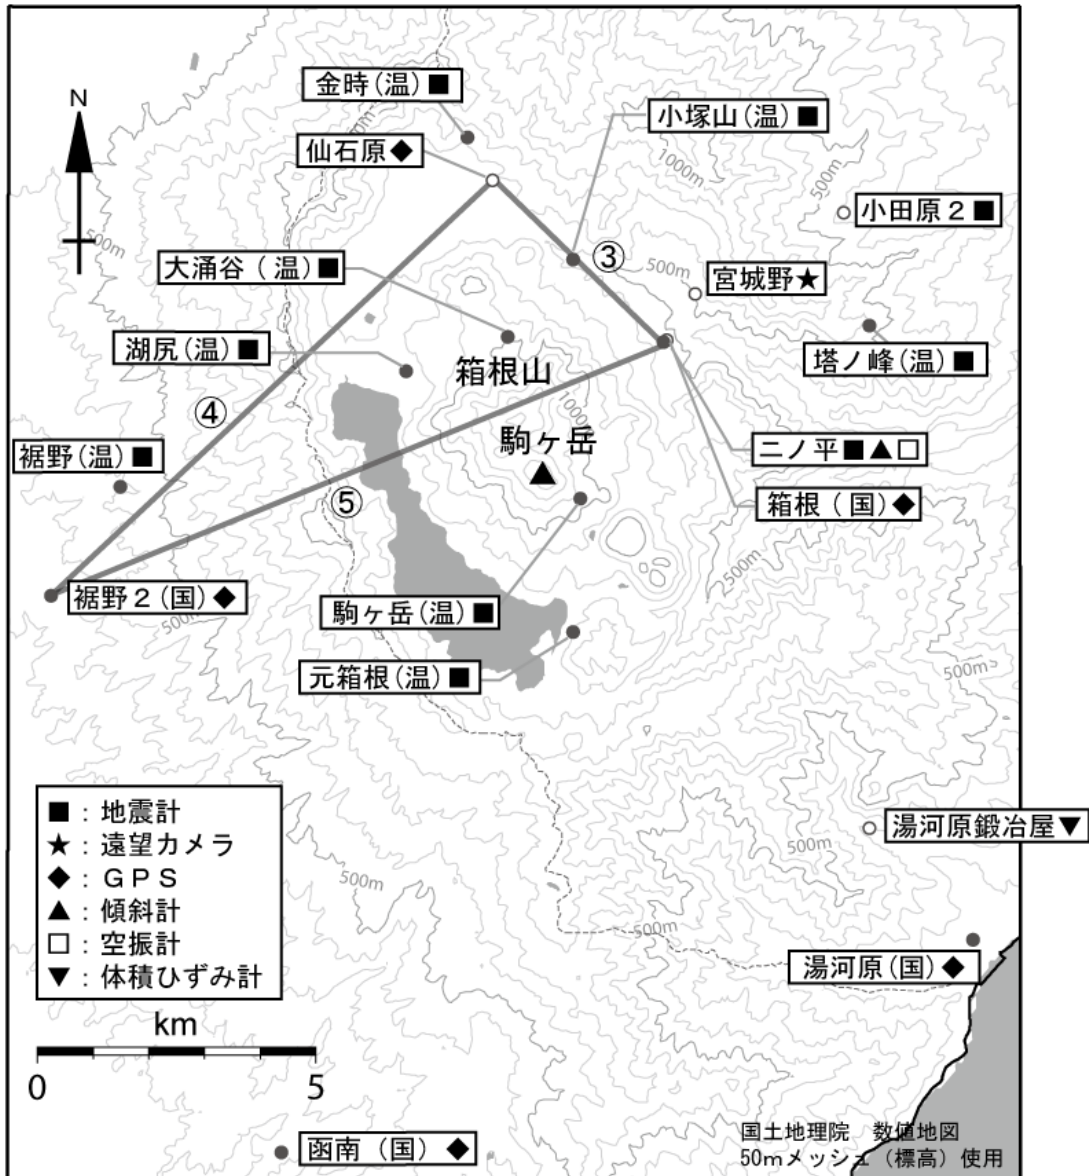 金時(温)■
N
小塚山(温)■
仙石原◆
1000m
500m
小田原2■
500m
③
500m
大涌谷(温)■
宮城野★
湖尻(温)■
塔ノ峰(温)■
箱根山
④
1000m
駒ヶ岳
▲
裾野(温)■
二ノ平■▲□
⑤
箱根(国)◆
500m
裾野2(国)◆
駒ヶ岳(温)■
500m
元箱根(温)■
500m
■:地震計
★:遠望カメラ
◆:GPS
▲:傾斜計
□:空振計
▼:体積ひずみ計
湯河原鍛冶屋▼
500m
500m
500m
湯河原(国)◆
km
0 5
函南(国)◆
国土地理院 数値地図
50mメッシュ(標高)使用